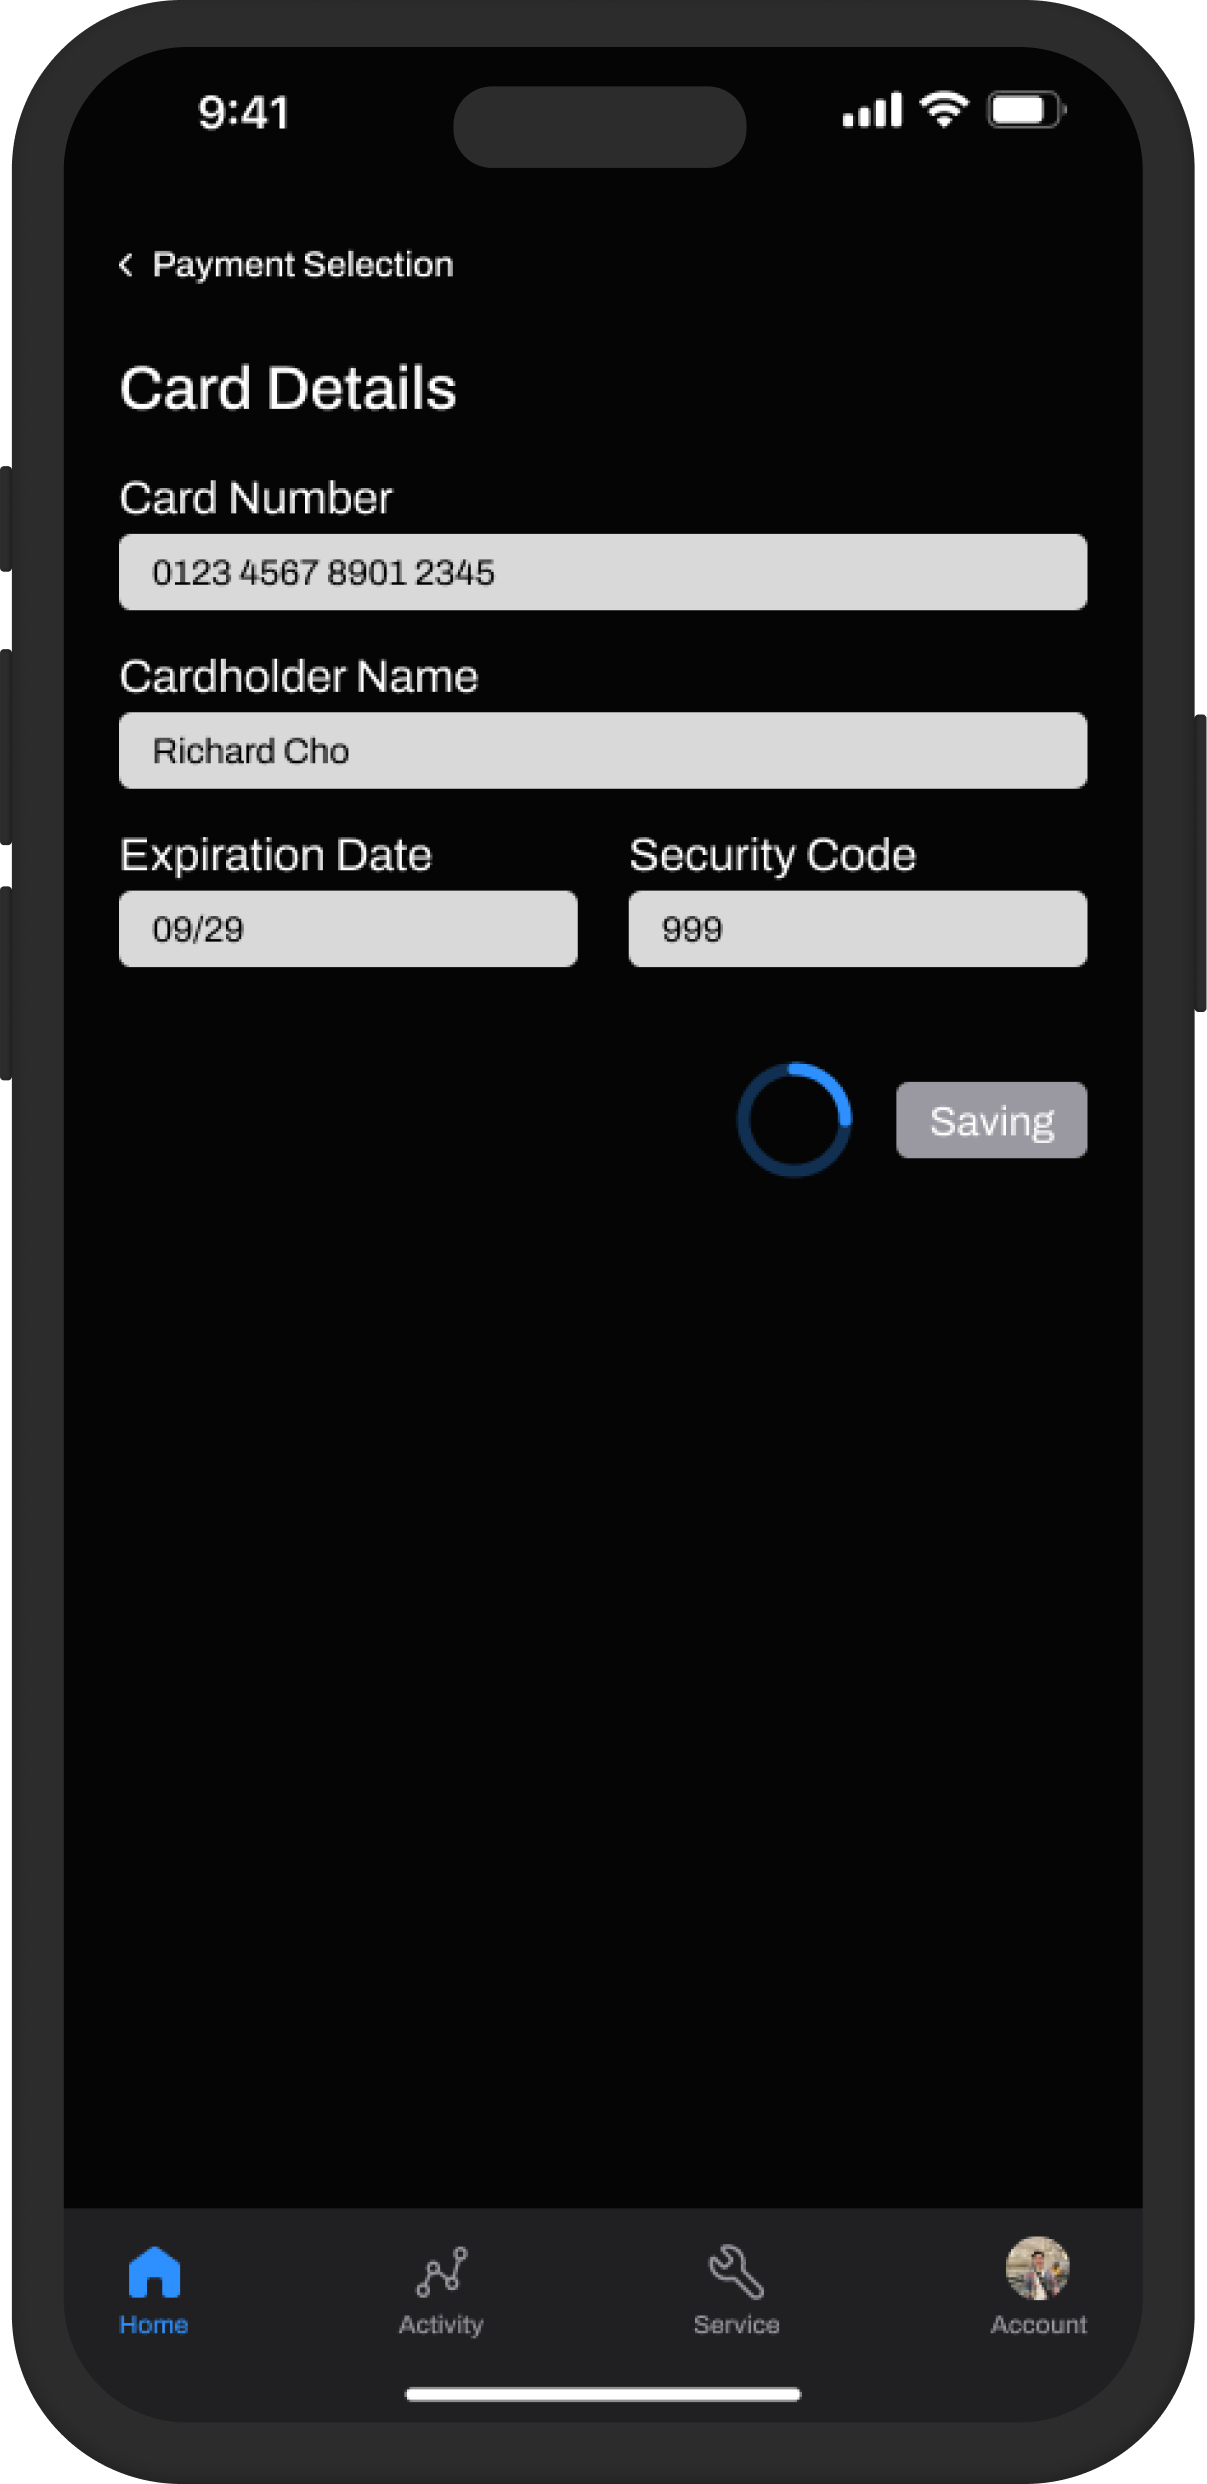 9:41
Payment Selection
Card Details
Card Number
0123 4567 8901 2345
Cardholder Name
Richard Cho
Expiration Date Security Code
09/29 999
Saving
Home Activity Service Account